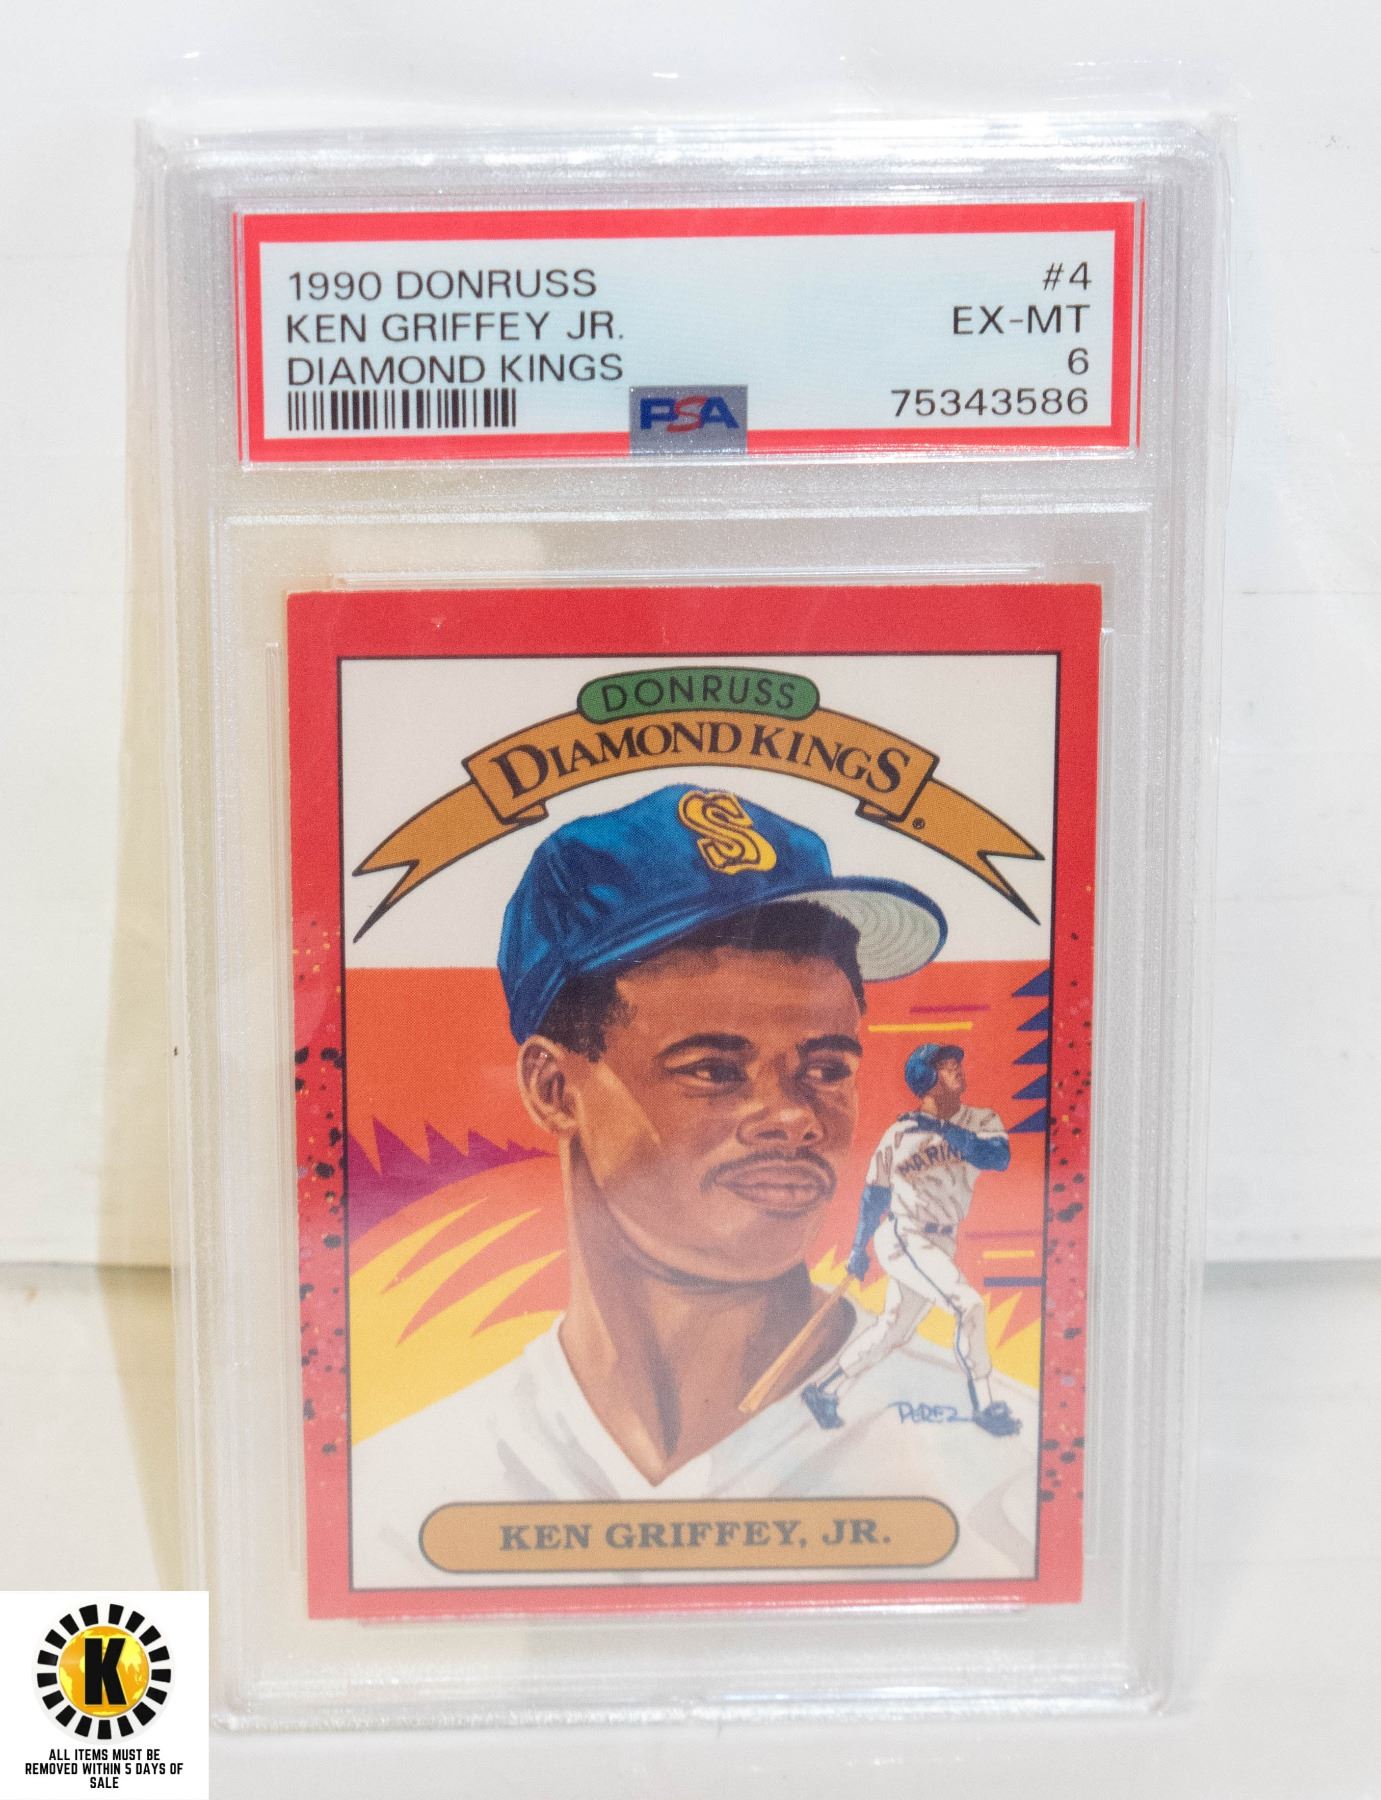 1990 DONRUSS #4
KEN GRIFFEY JR. EX-MT
DIAMOND KINGS 6
PSA 75343586
DONRUSS
DIAMOND KINGS®
S
MARIN
PEREZ
KEN GRIFFEY, JR.
K
ALL ITEMS MUST BE
REMOVED WITHIN 5 DAYS OF
SALE